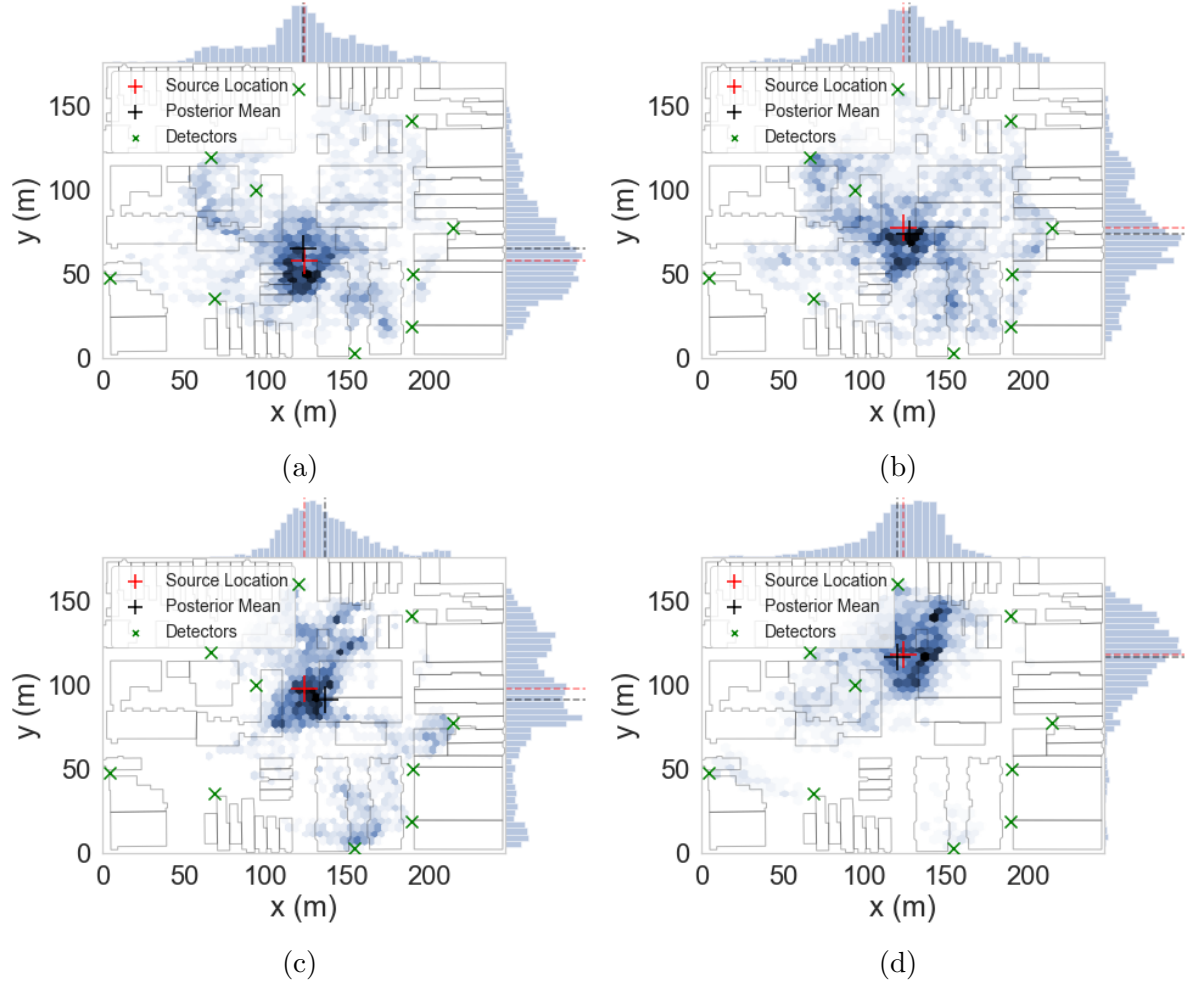 Source Location
Posterior Mean
Detectors
y (m)
150
100
50
0
0 50 100 150 200
x (m)
(a)
Source Location
Posterior Mean
Detectors
y (m)
150
100
50
0
0 50 100 150 200
x (m)
(b)
Source Location
Posterior Mean
Detectors
y (m)
150
100
50
0
0 50 100 150 200
x (m)
(c)
Source Location
Posterior Mean
Detectors
y (m)
150
100
50
0
0 50 100 150 200
x (m)
(d)